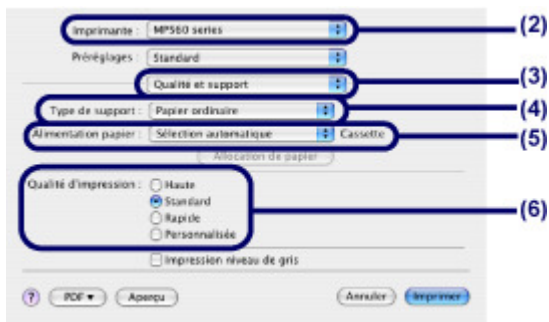 Imprimante : MP560 series (2)
Préréglages : Standard
Qualité et support (3)
Type de support : Papier ordinaire (4)
Alimentation papier : Sélection automatique Cassette (5)
Allocation de papier
Qualité d'impression : Haute
Standard
Rapide (6)
Personnalisée
Impression niveau de gris
? PDF Aperçu Annuler Imprimer